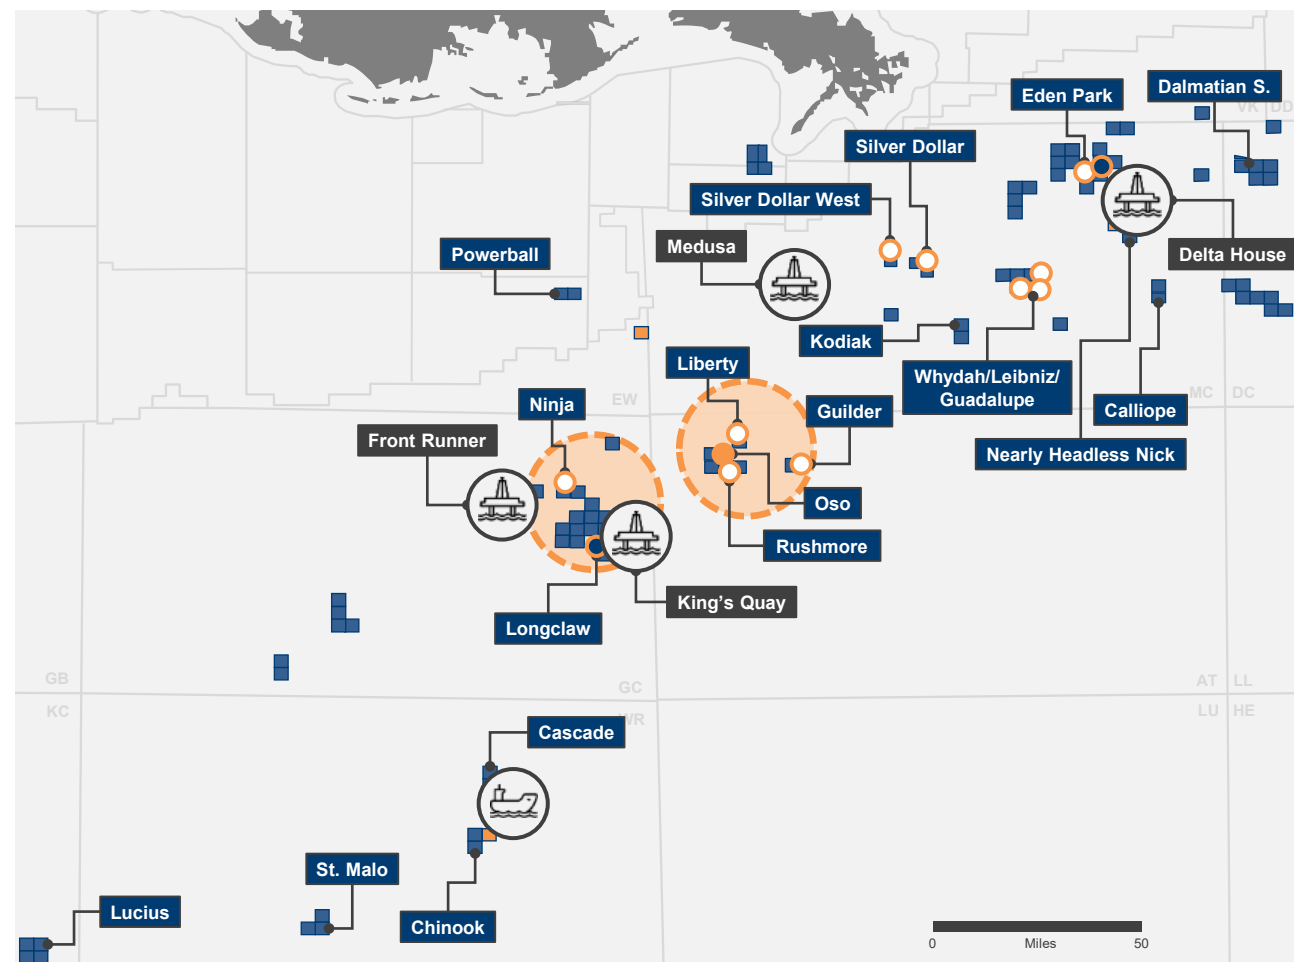 Eden Park
Dalmatian S.
VK
DD
Silver Dollar
Silver Dollar West
Medusa
Delta House
Powerball
Kodiak
Liberty
Whydah/Leibniz/
Guadalupe
Calliope
MC
DC
Ninja
EW
Guilder
Front Runner
Nearly Headless Nick
Oso
Rushmore
King’s Quay
Longclaw
GB
GC
AT
LL
KC
WR
LU
HE
Cascade
St. Malo
Lucius
Chinook
0
Miles
50